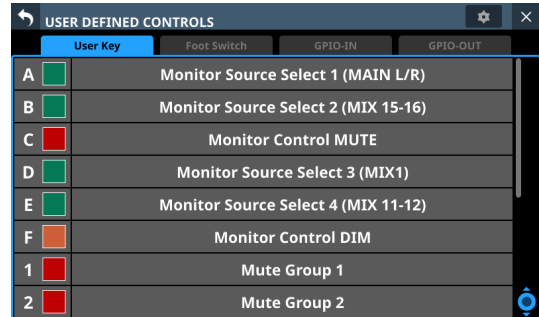 USER DEFINED CONTROLS
User Key Foot Switch GPIO-IN GPIO-OUT
A Monitor Source Select 1 (MAIN L/R)
B Monitor Source Select 2 (MIX 15-16)
C Monitor Control MUTE
D Monitor Source Select 3 (MIX1)
E Monitor Source Select 4 (MIX 11-12)
F Monitor Control DIM
1 Mute Group 1
2 Mute Group 2